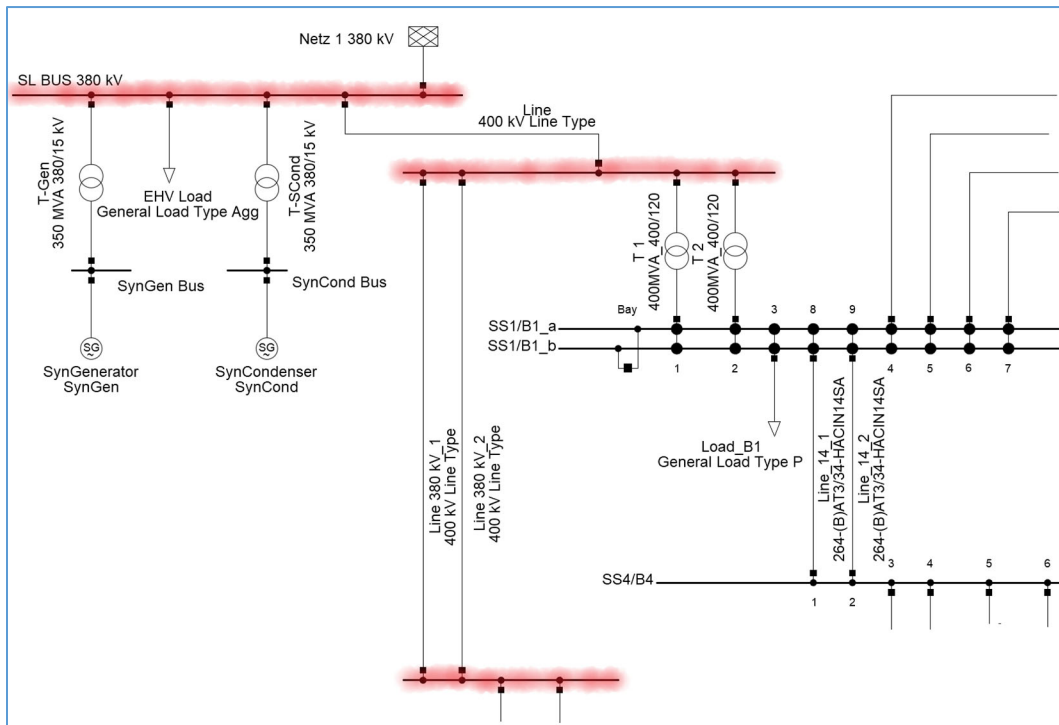 Netz 1 380 kV
SL BUS 380 kV
Line
400 kV Line Type
T-Gen
350 MVA 380/15 kV
EHV Load
General Load Type Agg
T-SCond
350 MVA 380/15 kV
T 1
400MVA_400/120
T 2
400MVA_400/120
SynGen Bus
SynCond Bus
Bay
3
8
9
SS1/B1_a
SS1/B1_b
1
2
4
5
6
7
SG
~
SynGenerator
SynGen
SG
~
SynCondenser
SynCond
Line 380 kV_1
400 kV Line Type
Line 380 kV_2
400 kV Line Type
Load_B1
General Load Type P
Line_14_1
264-(B)AT3/34-HACIN14SA
Line_14_2
264-(B)AT3/34-HACIN14SA
3
4
5
6
SS4/B4
1
2